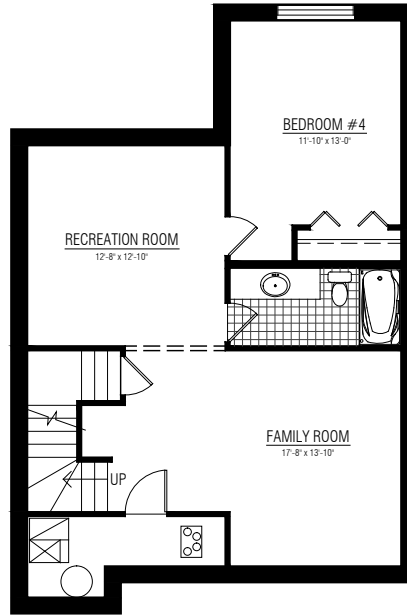 BEDROOM #4
11'-10" x 13'-0"
RECREATION ROOM
12'-8" x 12'-10"
FAMILY ROOM
17'-8" x 13'-10"
UP